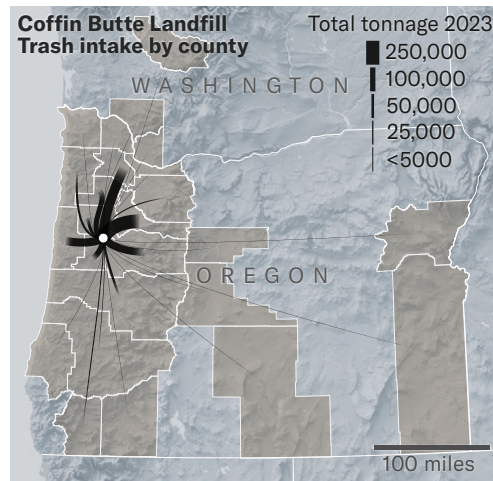 Coffin Butte Landfill
Trash intake by county
Total tonnage 2023
250,000
100,000
50,000
25,000
<5000
WASHINGTON
OREGON
100 miles